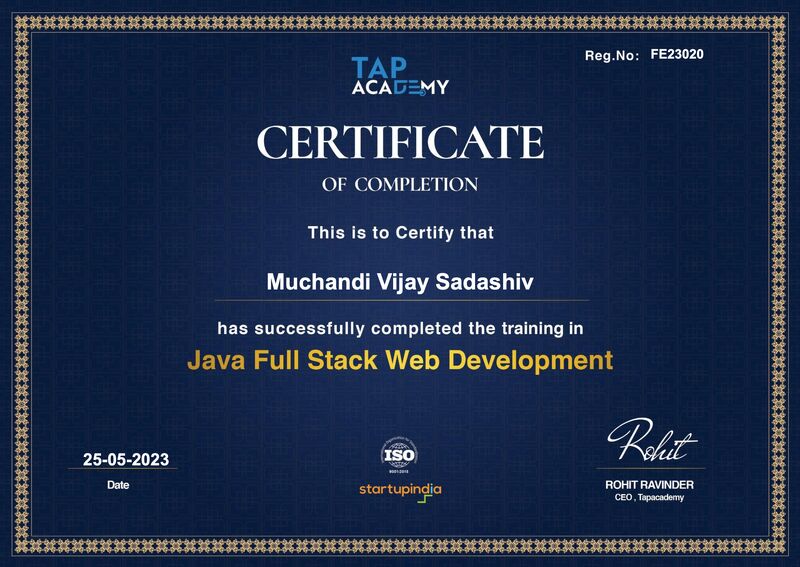 Reg.No: FE23020
TAP
ACADEMY
CERTIFICATE
OF COMPLETION
This is to Certify that
Muchandi Vijay Sadashiv
has successfully completed the training in
Java Full Stack Web Development
25-05-2023
Date
ISO
9001:2015
startupindia
Rohit
ROHIT RAVINDER
CEO , Tapacademy